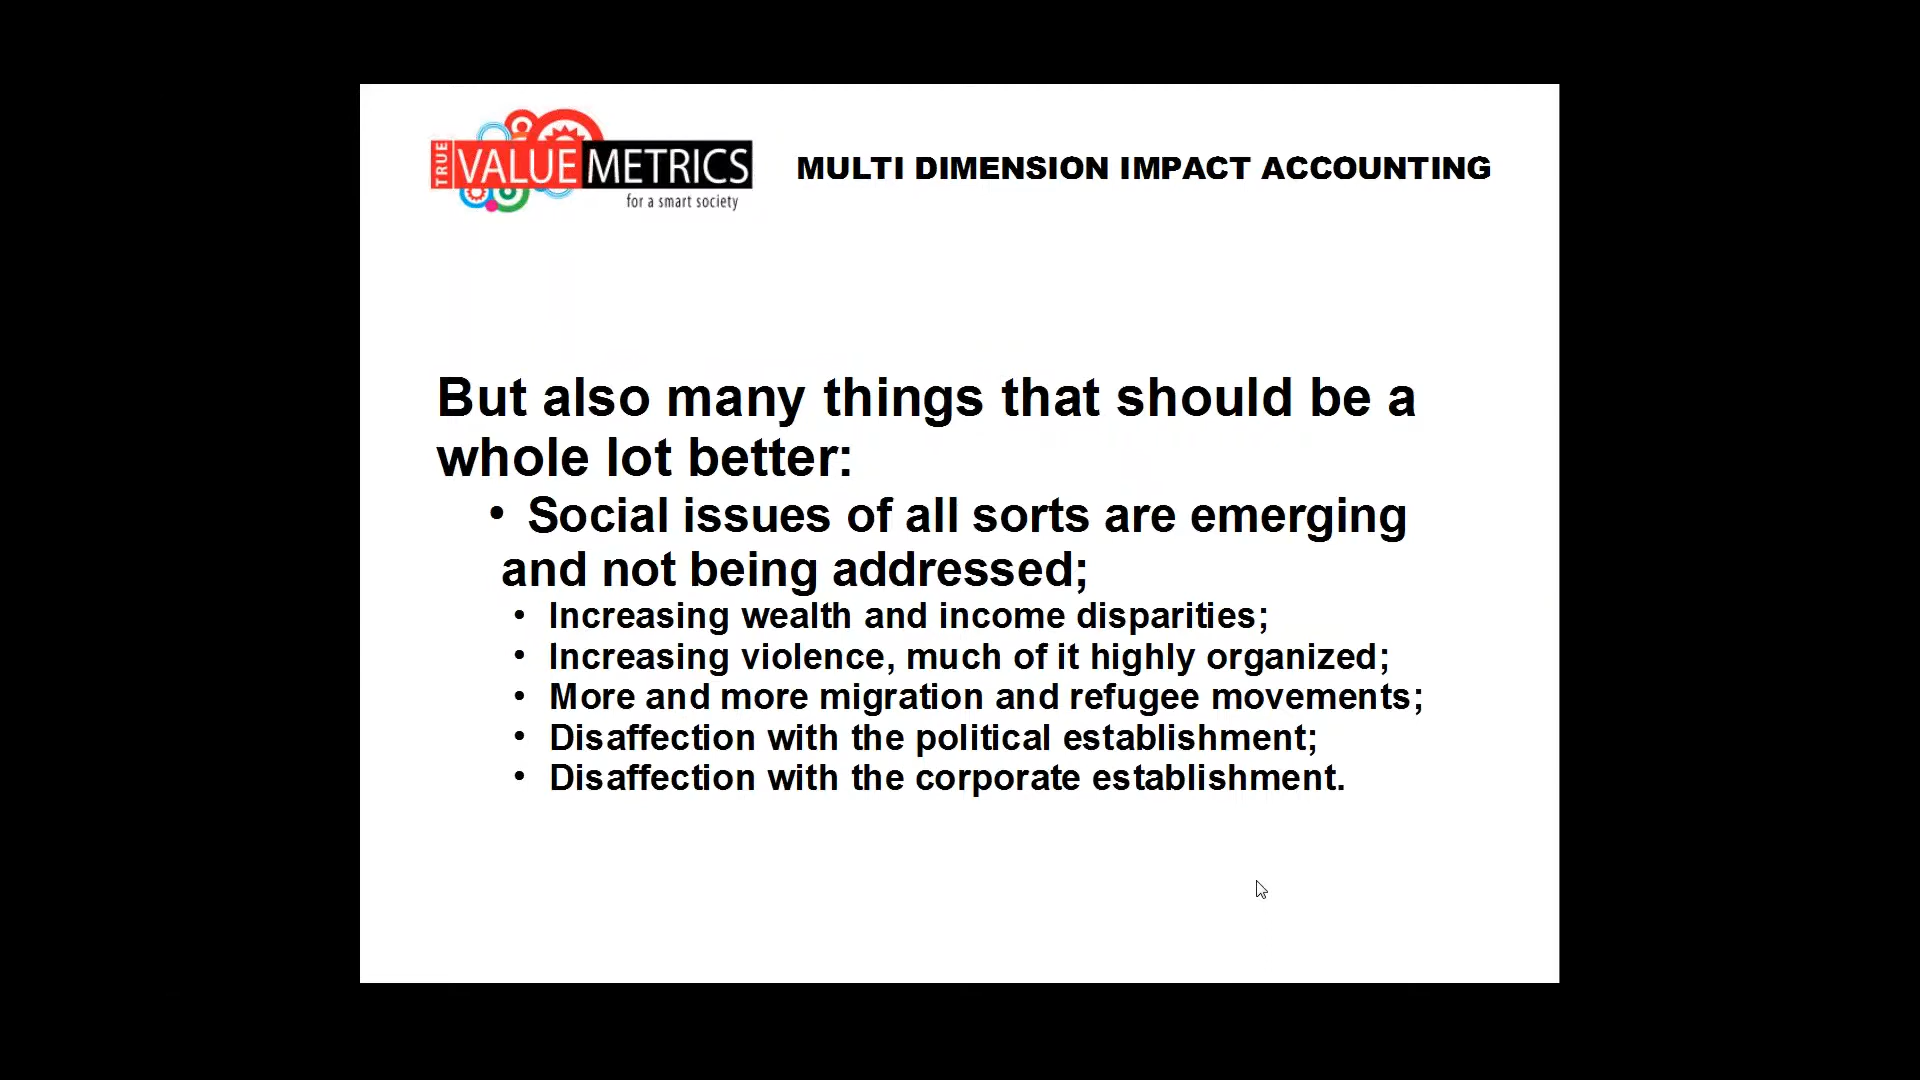 TRUE VALUE METRICS
for a smart society
MULTI DIMENSION IMPACT ACCOUNTING
But also many things that should be a
whole lot better:
• Social issues of all sorts are emerging
and not being addressed;
• Increasing wealth and income disparities;
• Increasing violence, much of it highly organized;
• More and more migration and refugee movements;
• Disaffection with the political establishment;
• Disaffection with the corporate establishment.